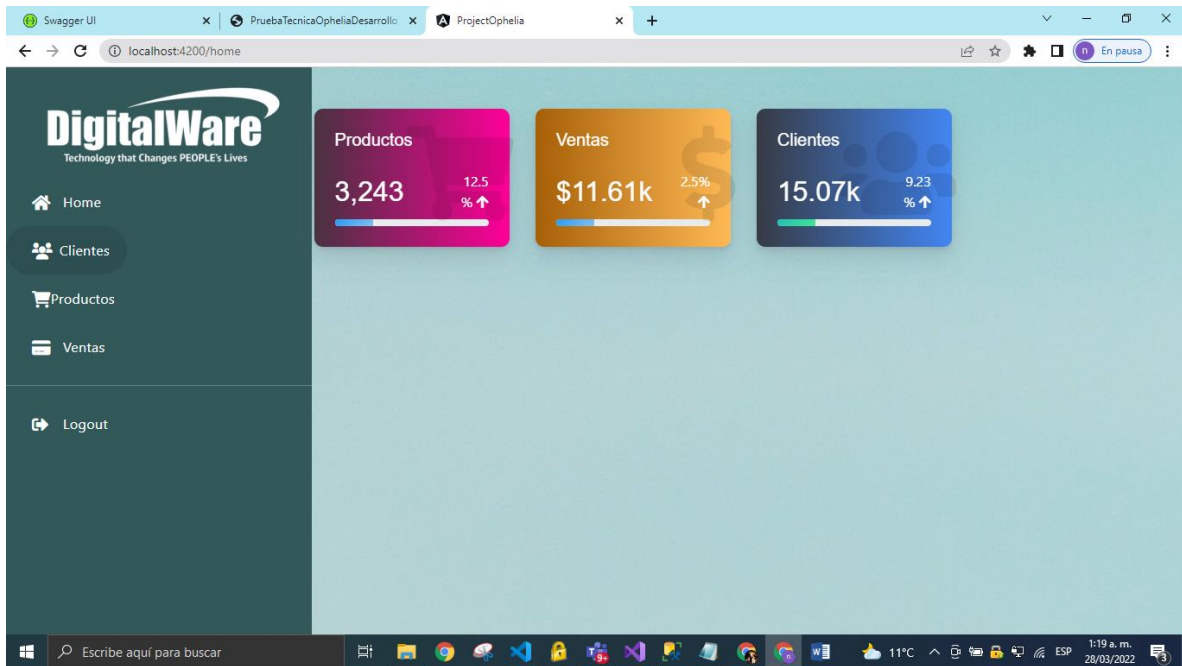 Swagger UI
PruebaTecnicaOpheliaDesarrollo
ProjectOphelia
localhost:4200/home
n En pausa
DigitalWare
Technology that Changes PEOPLE's Lives
Home
Clientes
Productos
Ventas
Logout
Productos
3,243
12.5
%
Ventas
$11.61k
2.5%
Clientes
15.07k
9.23
%
Escribe aquí para buscar
11°C
ESP
1:19 a. m.
28/03/2022
3